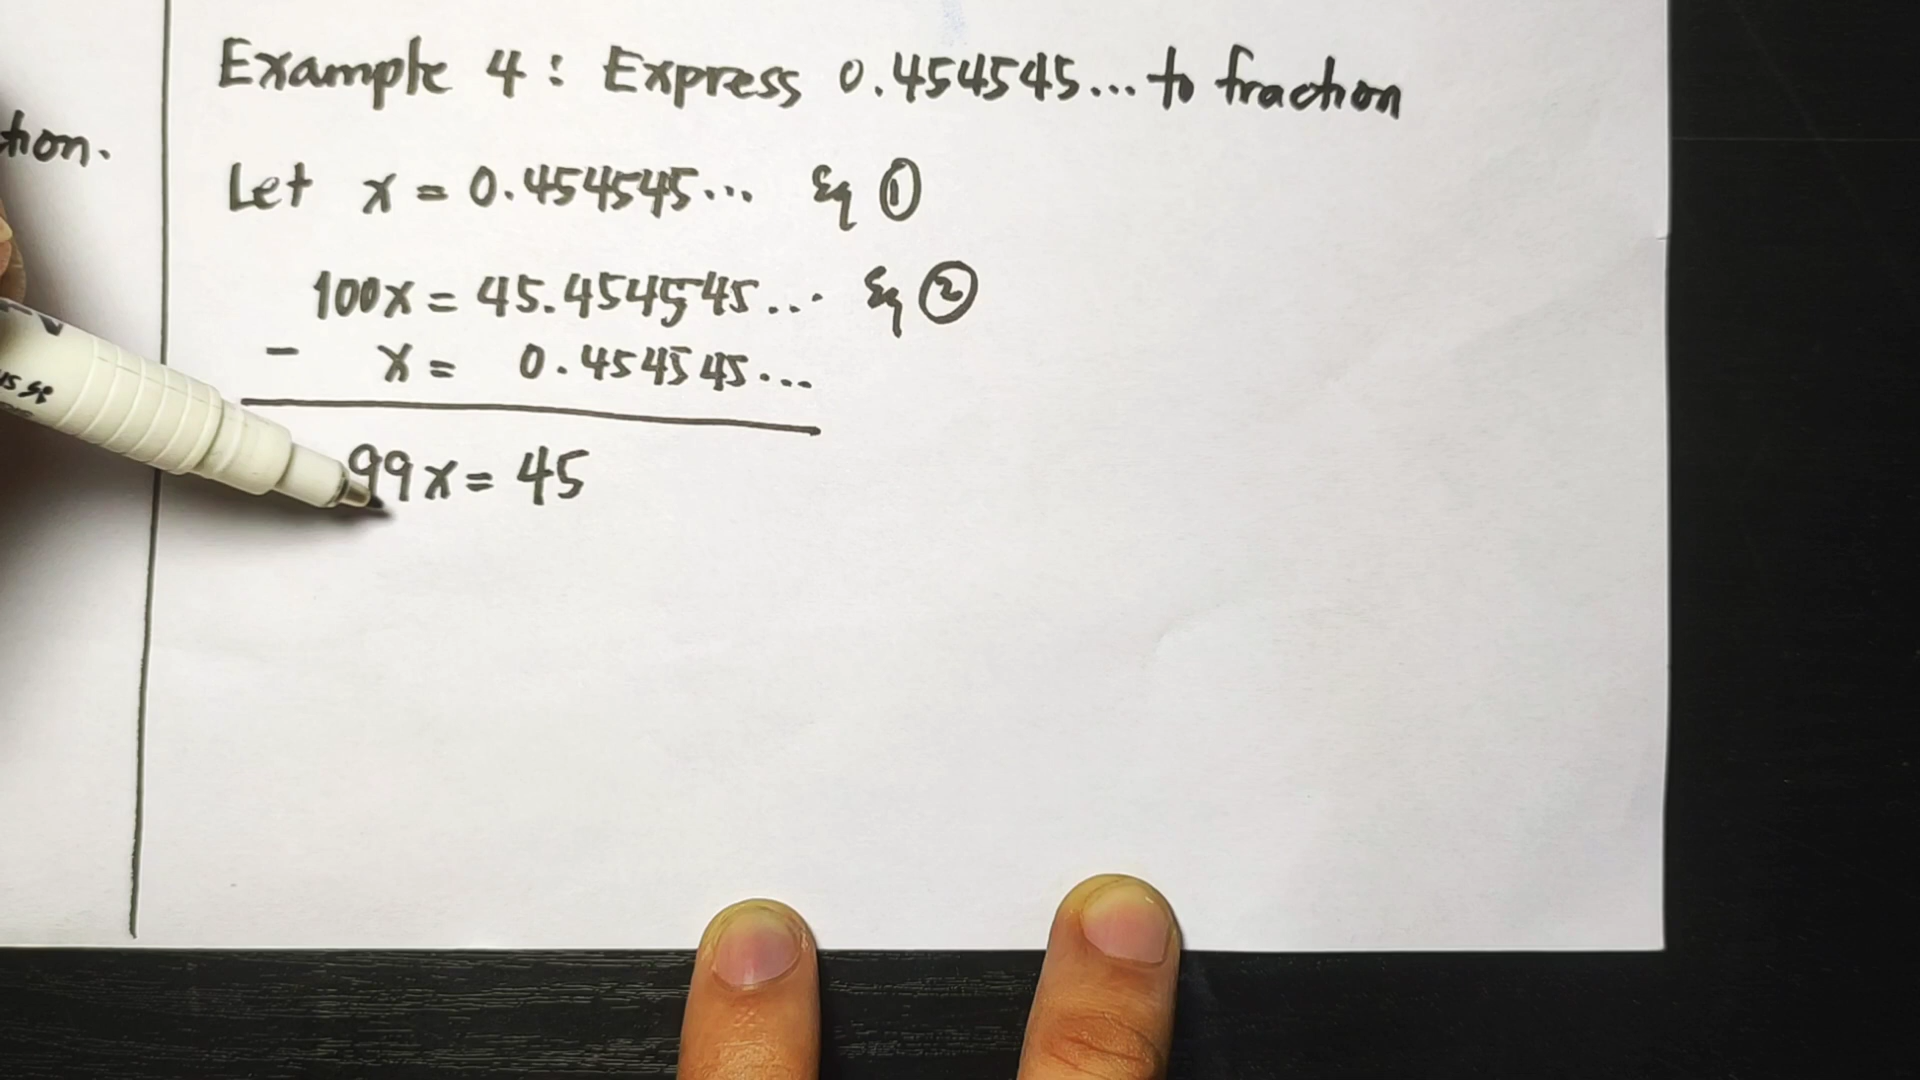 tion.
Example 4 : Express 0.454545... to fraction
Let x = 0.454545... Eq ①
100x = 45.454545... Eq ②
- x = 0.454545...
99x = 45